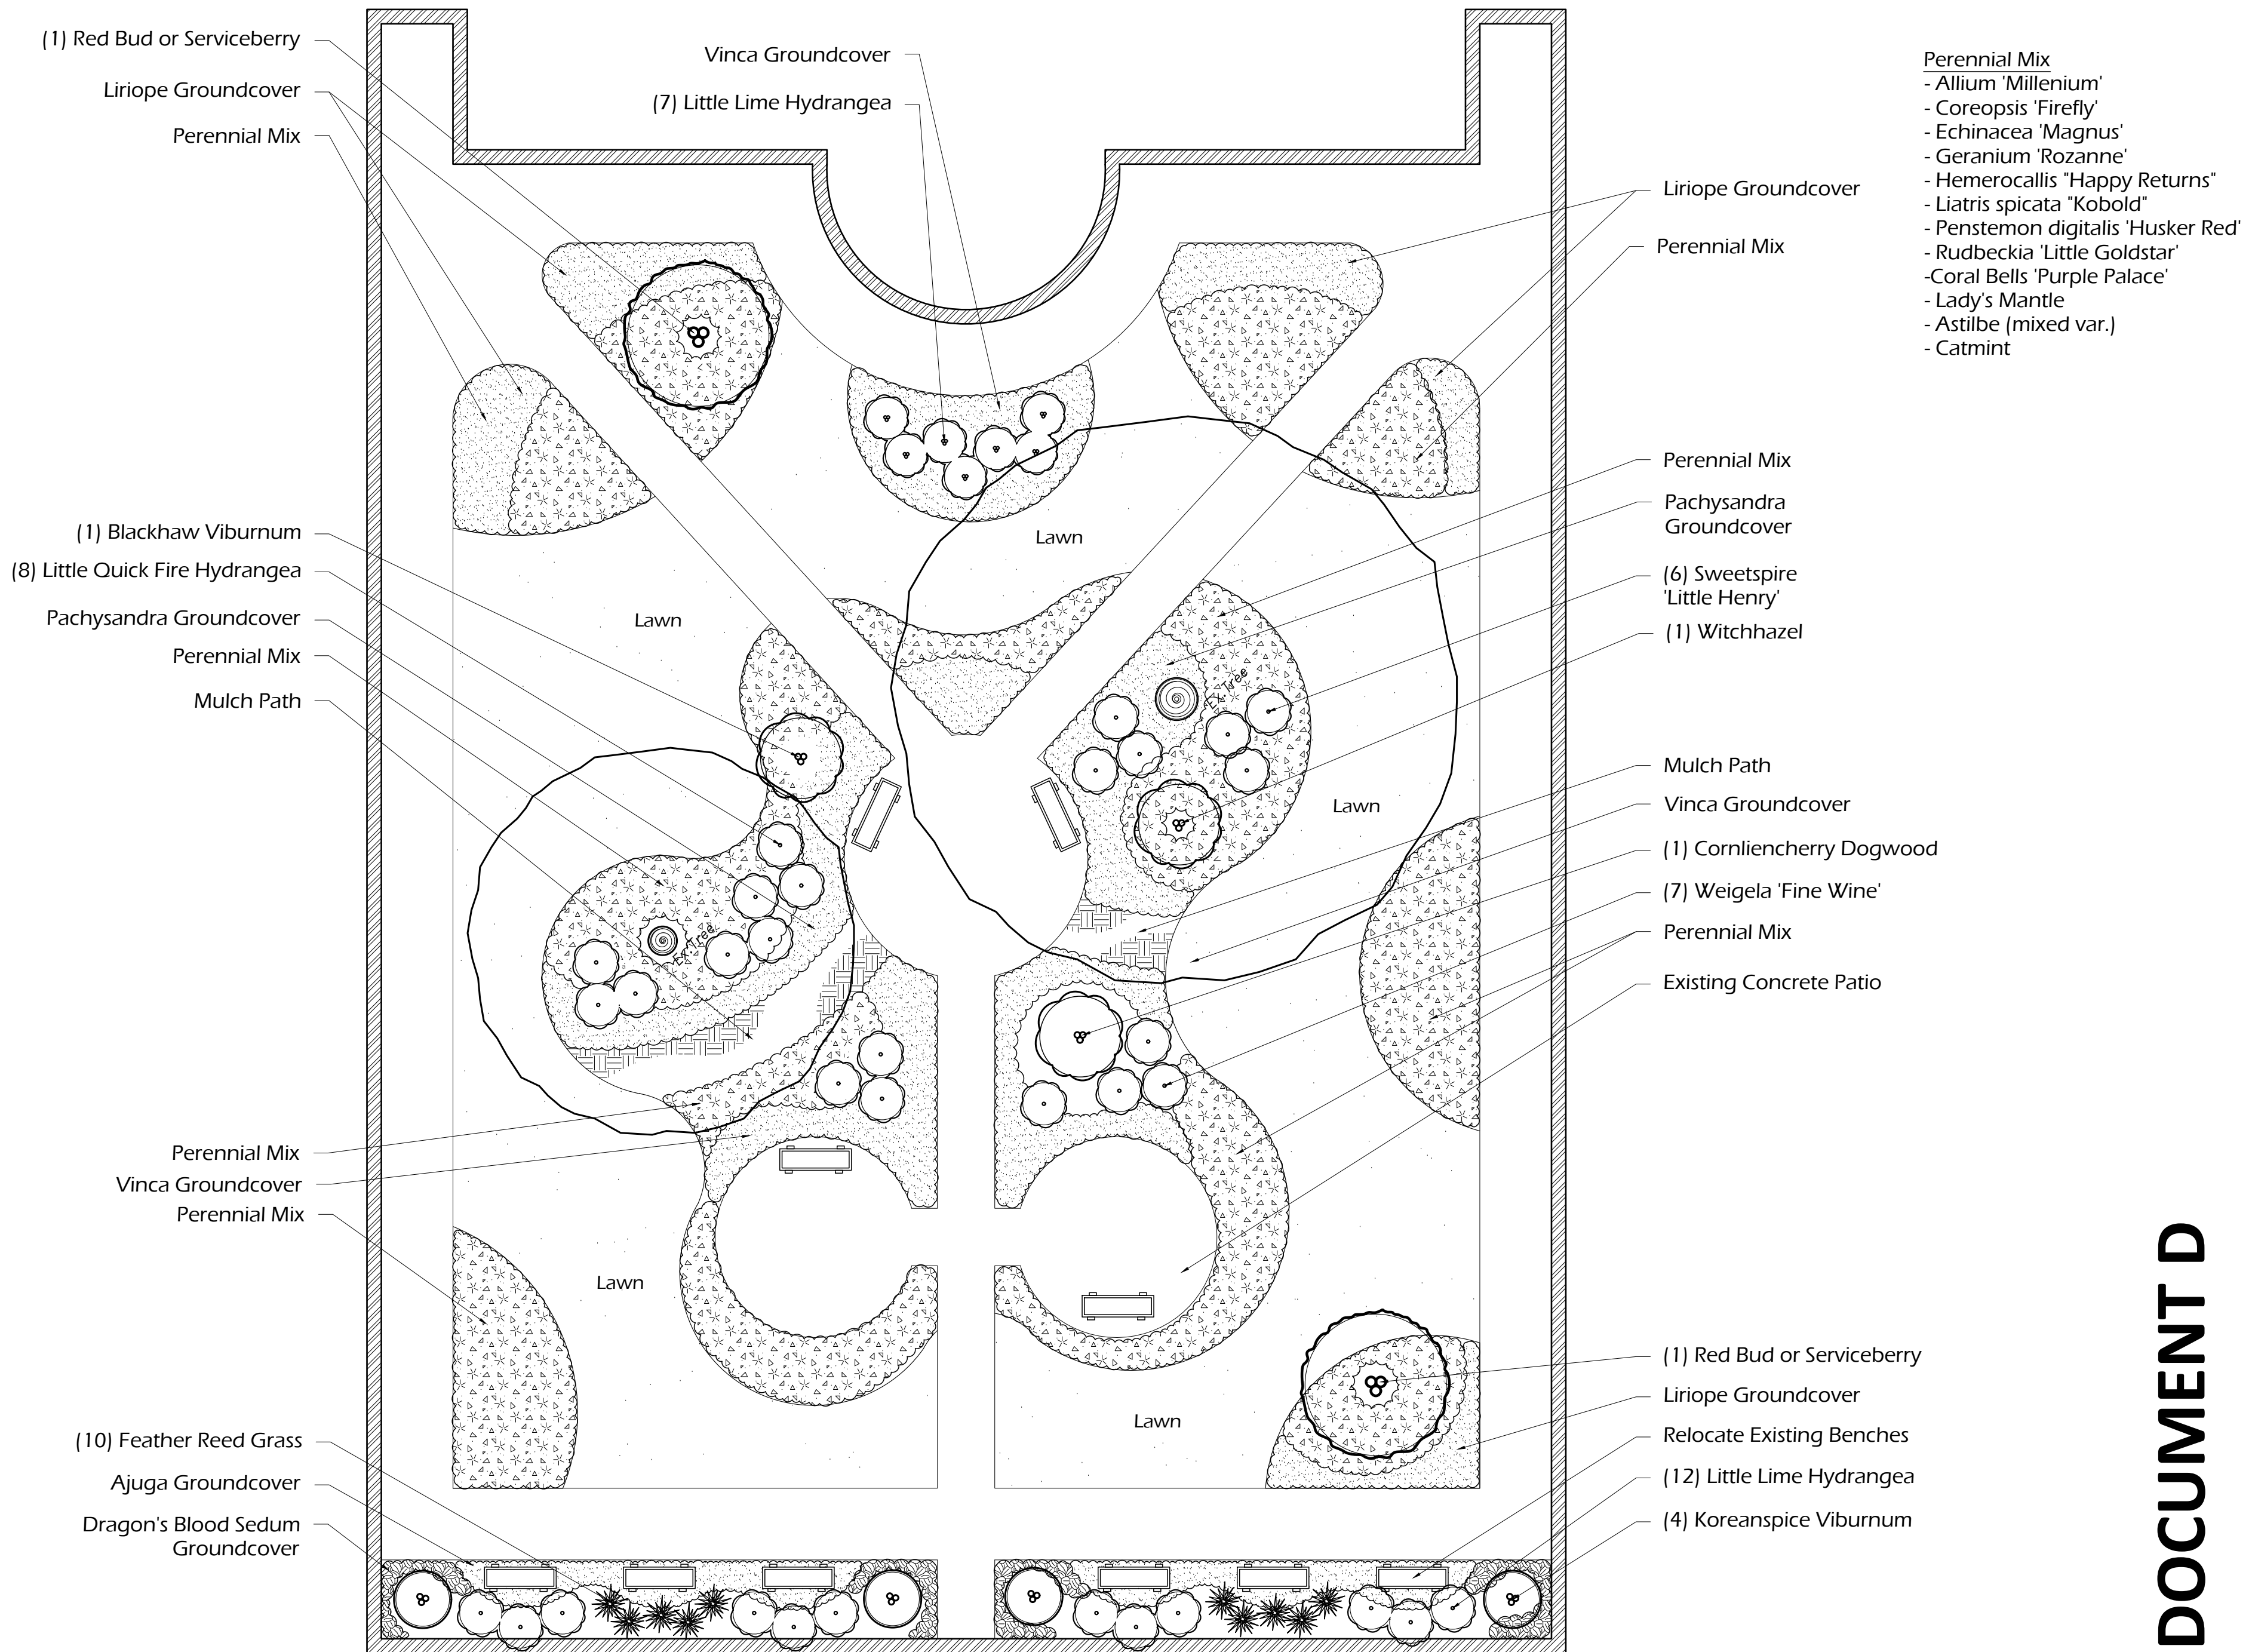 (1) Red Bud or Serviceberry
Liriope Groundcover
Perennial Mix
Vinca Groundcover
(7) Little Lime Hydrangea
Perennial Mix
- Allium 'Millenium'
- Coreopsis 'Firefly'
- Echinacea 'Magnus'
- Geranium 'Rozanne'
- Hemerocallis "Happy Returns"
- Liatris spicata "Kobold"
- Penstemon digitalis 'Husker Red'
- Rudbeckia 'Little Goldstar'
-Coral Bells 'Purple Palace'
- Lady's Mantle
- Astilbe (mixed var.)
- Catmint
Liriope Groundcover
Perennial Mix
(1) Blackhaw Viburnum
(8) Little Quick Fire Hydrangea
Pachysandra Groundcover
Perennial Mix
Mulch Path
Lawn
Lawn
Perennial Mix
Pachysandra
Groundcover
(6) Sweetspire
'Little Henry'
(1) Witchhazel
Ex. Tree
Lawn
Mulch Path
Vinca Groundcover
(1) Cornliencherry Dogwood
(7) Weigela 'Fine Wine'
Perennial Mix
Existing Concrete Patio
Ex. Tree
Perennial Mix
Vinca Groundcover
Perennial Mix
Lawn
Lawn
(1) Red Bud or Serviceberry
Liriope Groundcover
Relocate Existing Benches
(12) Little Lime Hydrangea
(4) Koreanspice Viburnum
(10) Feather Reed Grass
Ajuga Groundcover
Dragon's Blood Sedum
Groundcover
DOCUMENT D